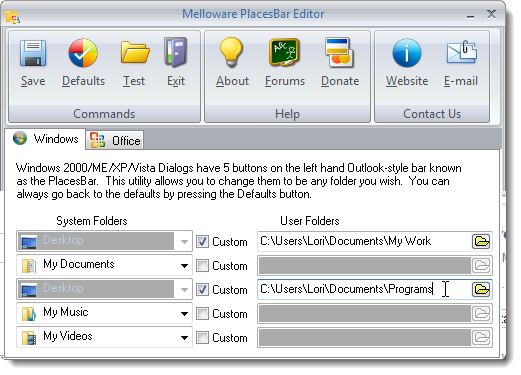 Melloware PlacesBar Editor
Save Defaults Test Exit About Forums Donate Website E-mail
Commands Help Contact Us
Windows Office
Windows 2000/ME/XP/Vista Dialogs have 5 buttons on the left hand Outlook-style bar known
as the PlacesBar. This utility allows you to change them to be any folder you wish. You can
always go back to the defaults by pressing the Defaults button.
System Folders User Folders
Desktop Custom C:\Users\Lori\Documents\My Work
My Documents Custom
Desktop Custom C:\Users\Lori\Documents\Programs
My Music Custom
My Videos Custom